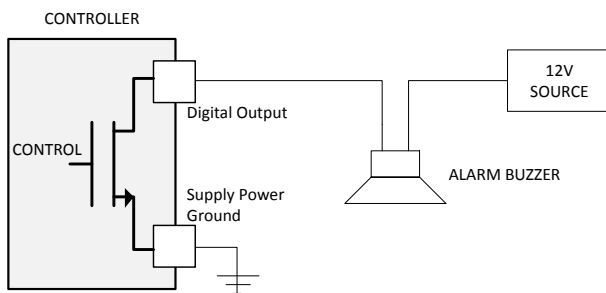 CONTROLLER
Digital Output
CONTROL
Supply Power
Ground
12V
SOURCE
ALARM BUZZER